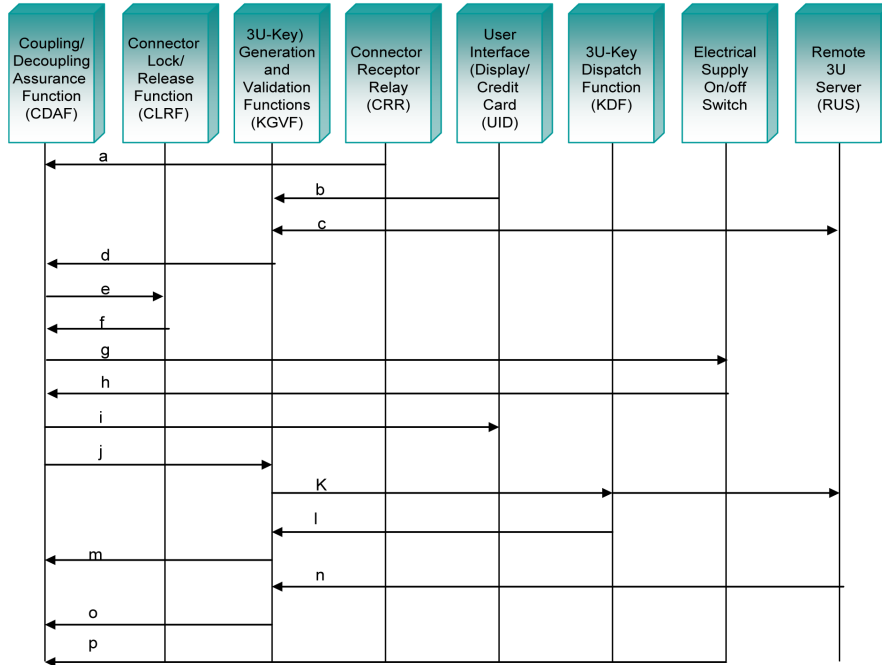 Coupling/
Decoupling
Assurance
Function
(CDAF)
Connector
Lock/
Release
Function
(CLRF)
3U-Key)
Generation
and
Validation
Functions
(KGVF)
Connector
Receptor
Relay
(CRR)
User
Interface
(Display/
Credit
Card)
(UID)
3U-Key
Dispatch
Function
(KDF)
Electrical
Supply
On/off
Switch
Remote
3U
Server
(RUS)
a
b
c
d
e
f
g
h
i
j
K
l
m
n
o
p